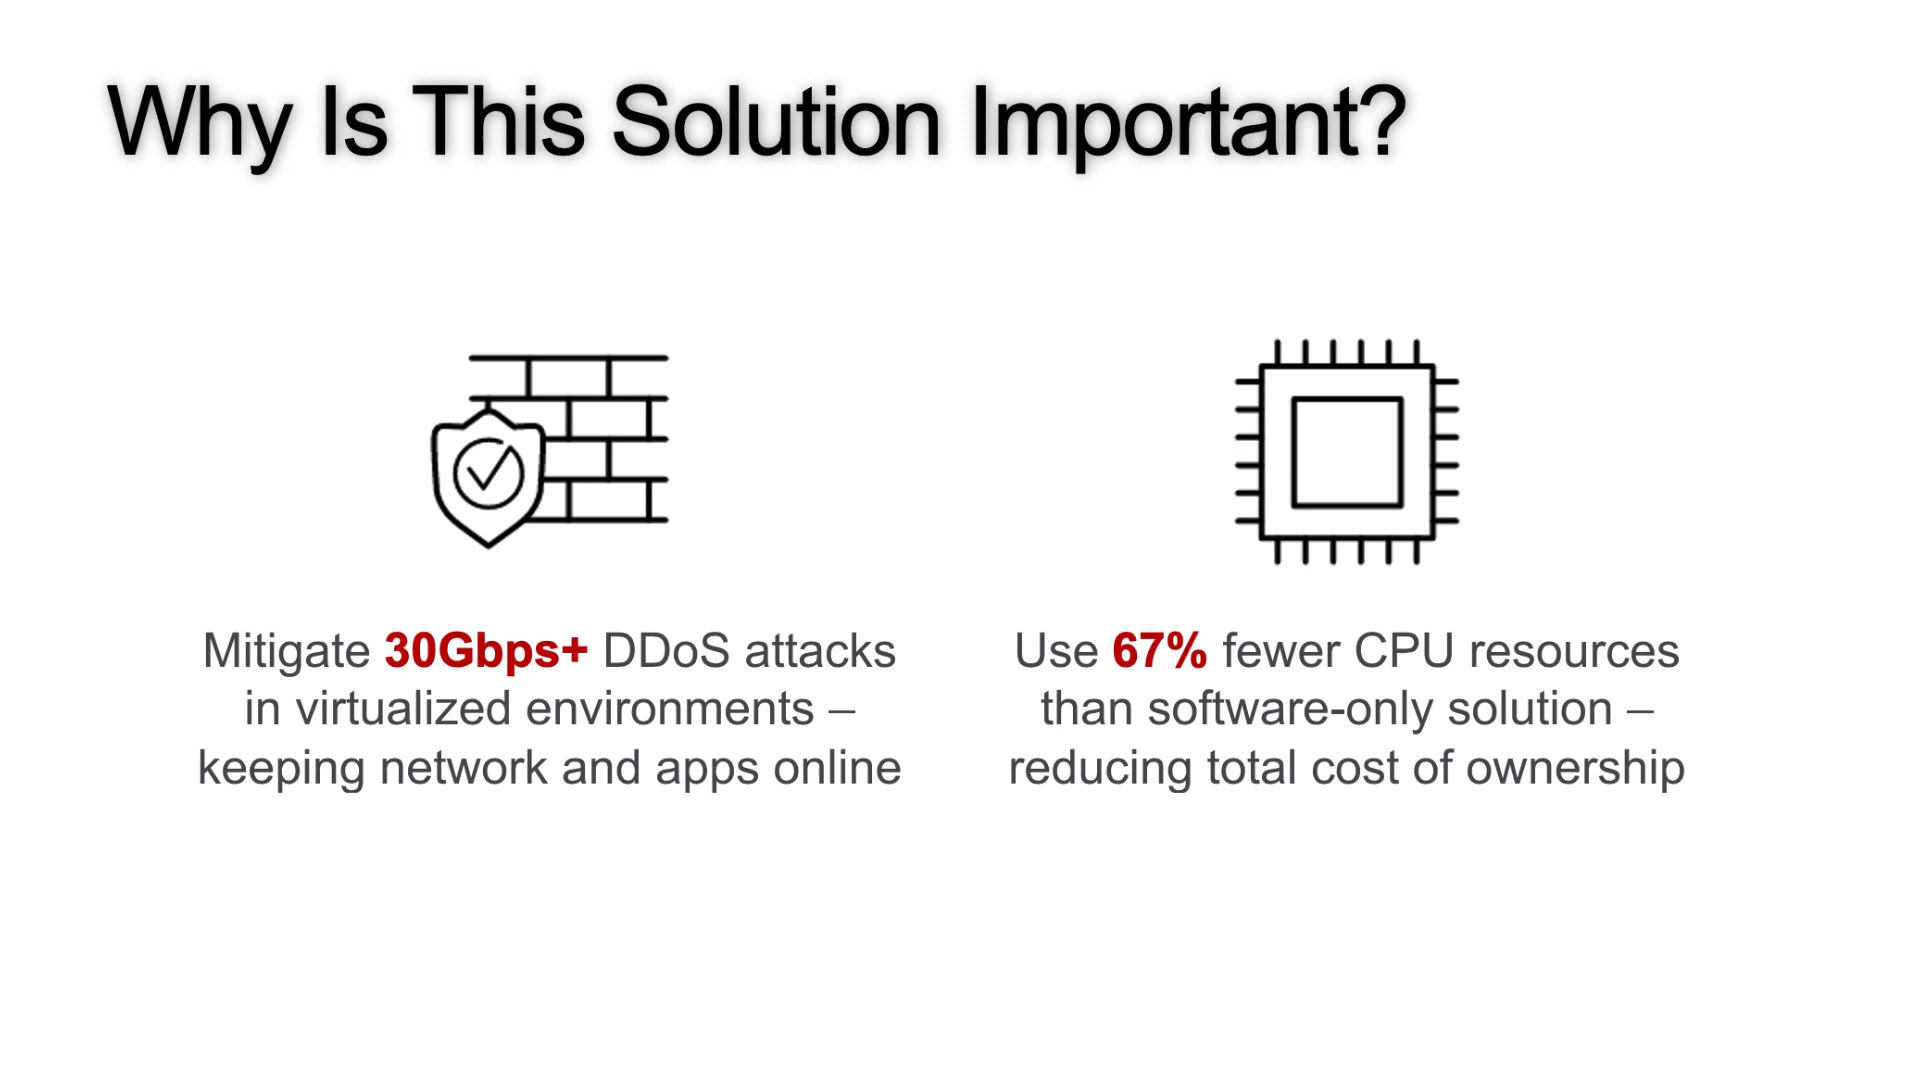 Why Is This Solution Important?
Mitigate 30Gbps+ DDoS attacks
in virtualized environments –
keeping network and apps online
Use 67% fewer CPU resources
than software-only solution –
reducing total cost of ownership